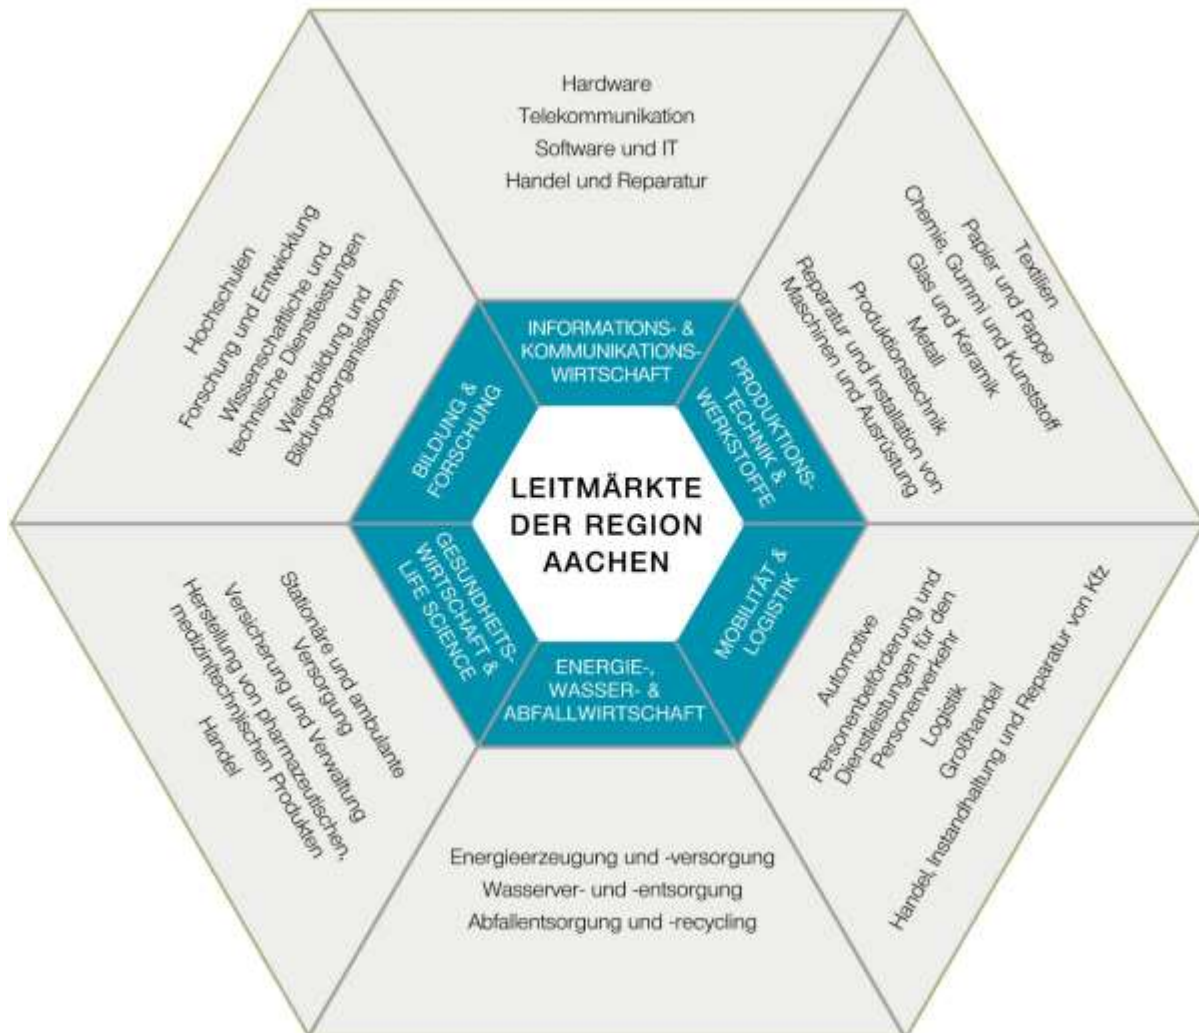 Hardware
Telekommunikation
Software und IT
Handel und Reparatur
INFORMATIONS- &
KOMMUNIKATIONS-
WIRTSCHAFT
Textilien
Papier und Pappe
Chemie, Gummi und Kunststoff
Glas und Keramik
Metall
Produktionstechnik
Reparatur und Installation von
Maschinen und Ausrüstung
PRODUKTIONS-
TECHNIK &
WERKSTOFFE
MOBILITÄT &
LOGISTIK
Automotive
Personenbeförderung und
Dienstleistungen für den
Personenverkehr
Logistik
Großhandel
Handel, Instandhaltung und Reparatur von Kfz
ENERGIE-,
WASSER- &
ABFALLWIRTSCHAFT
Energieerzeugung und -versorgung
Wasserver- und -entsorgung
Abfallentsorgung und -recycling
GESUNDHEITS-
WIRTSCHAFT &
LIFE SCIENCE
Stationäre und ambulante
Versorgung
Versicherung und Verwaltung
Herstellung von pharmazeutischen,
medizin(techn)ischen Produkten
Handel
Hochschulen
Forschung und Entwicklung
Wissenschaftliche und
technische Dienstleistungen
Weiterbildung und
Bildungsorganisationen
BILDUNG &
FORSCHUNG
LEITMÄRKTE
DER REGION
AACHEN